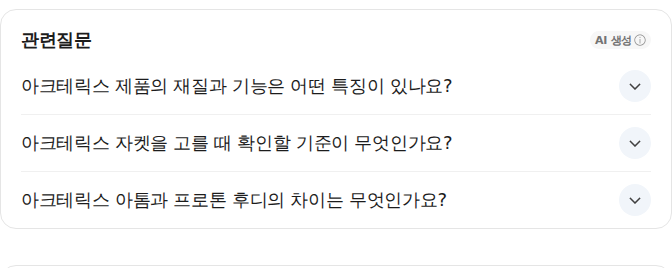 관련질문
AI 생성
아크테릭스 제품의 재질과 기능은 어떤 특징이 있나요?
아크테릭스 자켓을 고를 때 확인할 기준이 무엇인가요?
아크테릭스 아톰과 프로톤 후디의 차이는 무엇인가요?